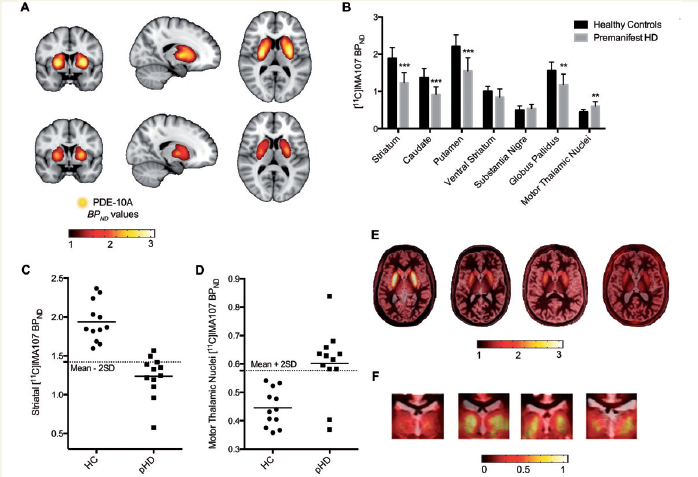 A
PDE-10A
BPND values
1 2 3
B
[11C]IMA107 BPND
3
2
1
0
Healthy Controls
Premanifest HD
***
***
***
**
**
Striatum
Caudate
Putamen
Ventral Striatum
Substantia Nigra
Globus Pallidus
Motor Thalamic Nuclei
C
Striatal [11C]IMA107 BPND
2.5
2.0
1.5
1.0
0.5
Mean - 2SD
HC
pHD
D
Motor Thalamic Nuclei [11C]IMA107 BPND
0.9
0.8
0.7
0.6
0.5
0.4
0.3
Mean + 2SD
HC
pHD
E
1 2 3
F
0 0.5 1